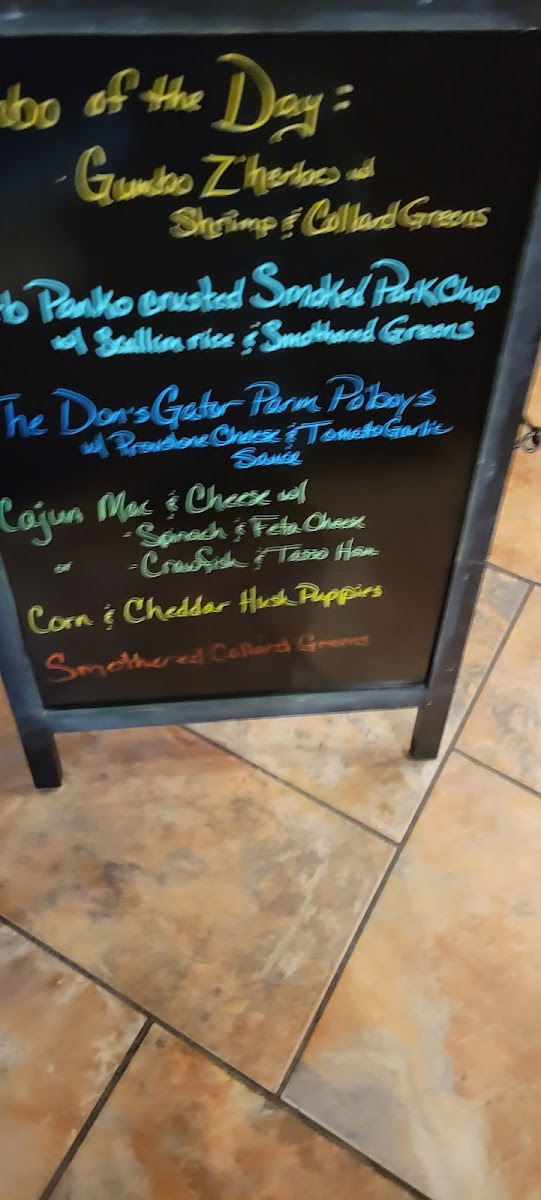 of the Day:
- Gumbo Z'herbes w/
Shrimp & Collard Greens
Panko crusted Smoked Pork Chop
w/ Scallion rice & Smothered Greens
The Don's Gator Parm Po'boys
w/ Provolone Cheese & Tomato Garlic
Sauce
Cajun Mac & Cheese w/
- Spinach & Feta Cheese
or - Crawfish & Tasso Ham
Corn & Cheddar Hush Puppies
Smothered Collard Greens